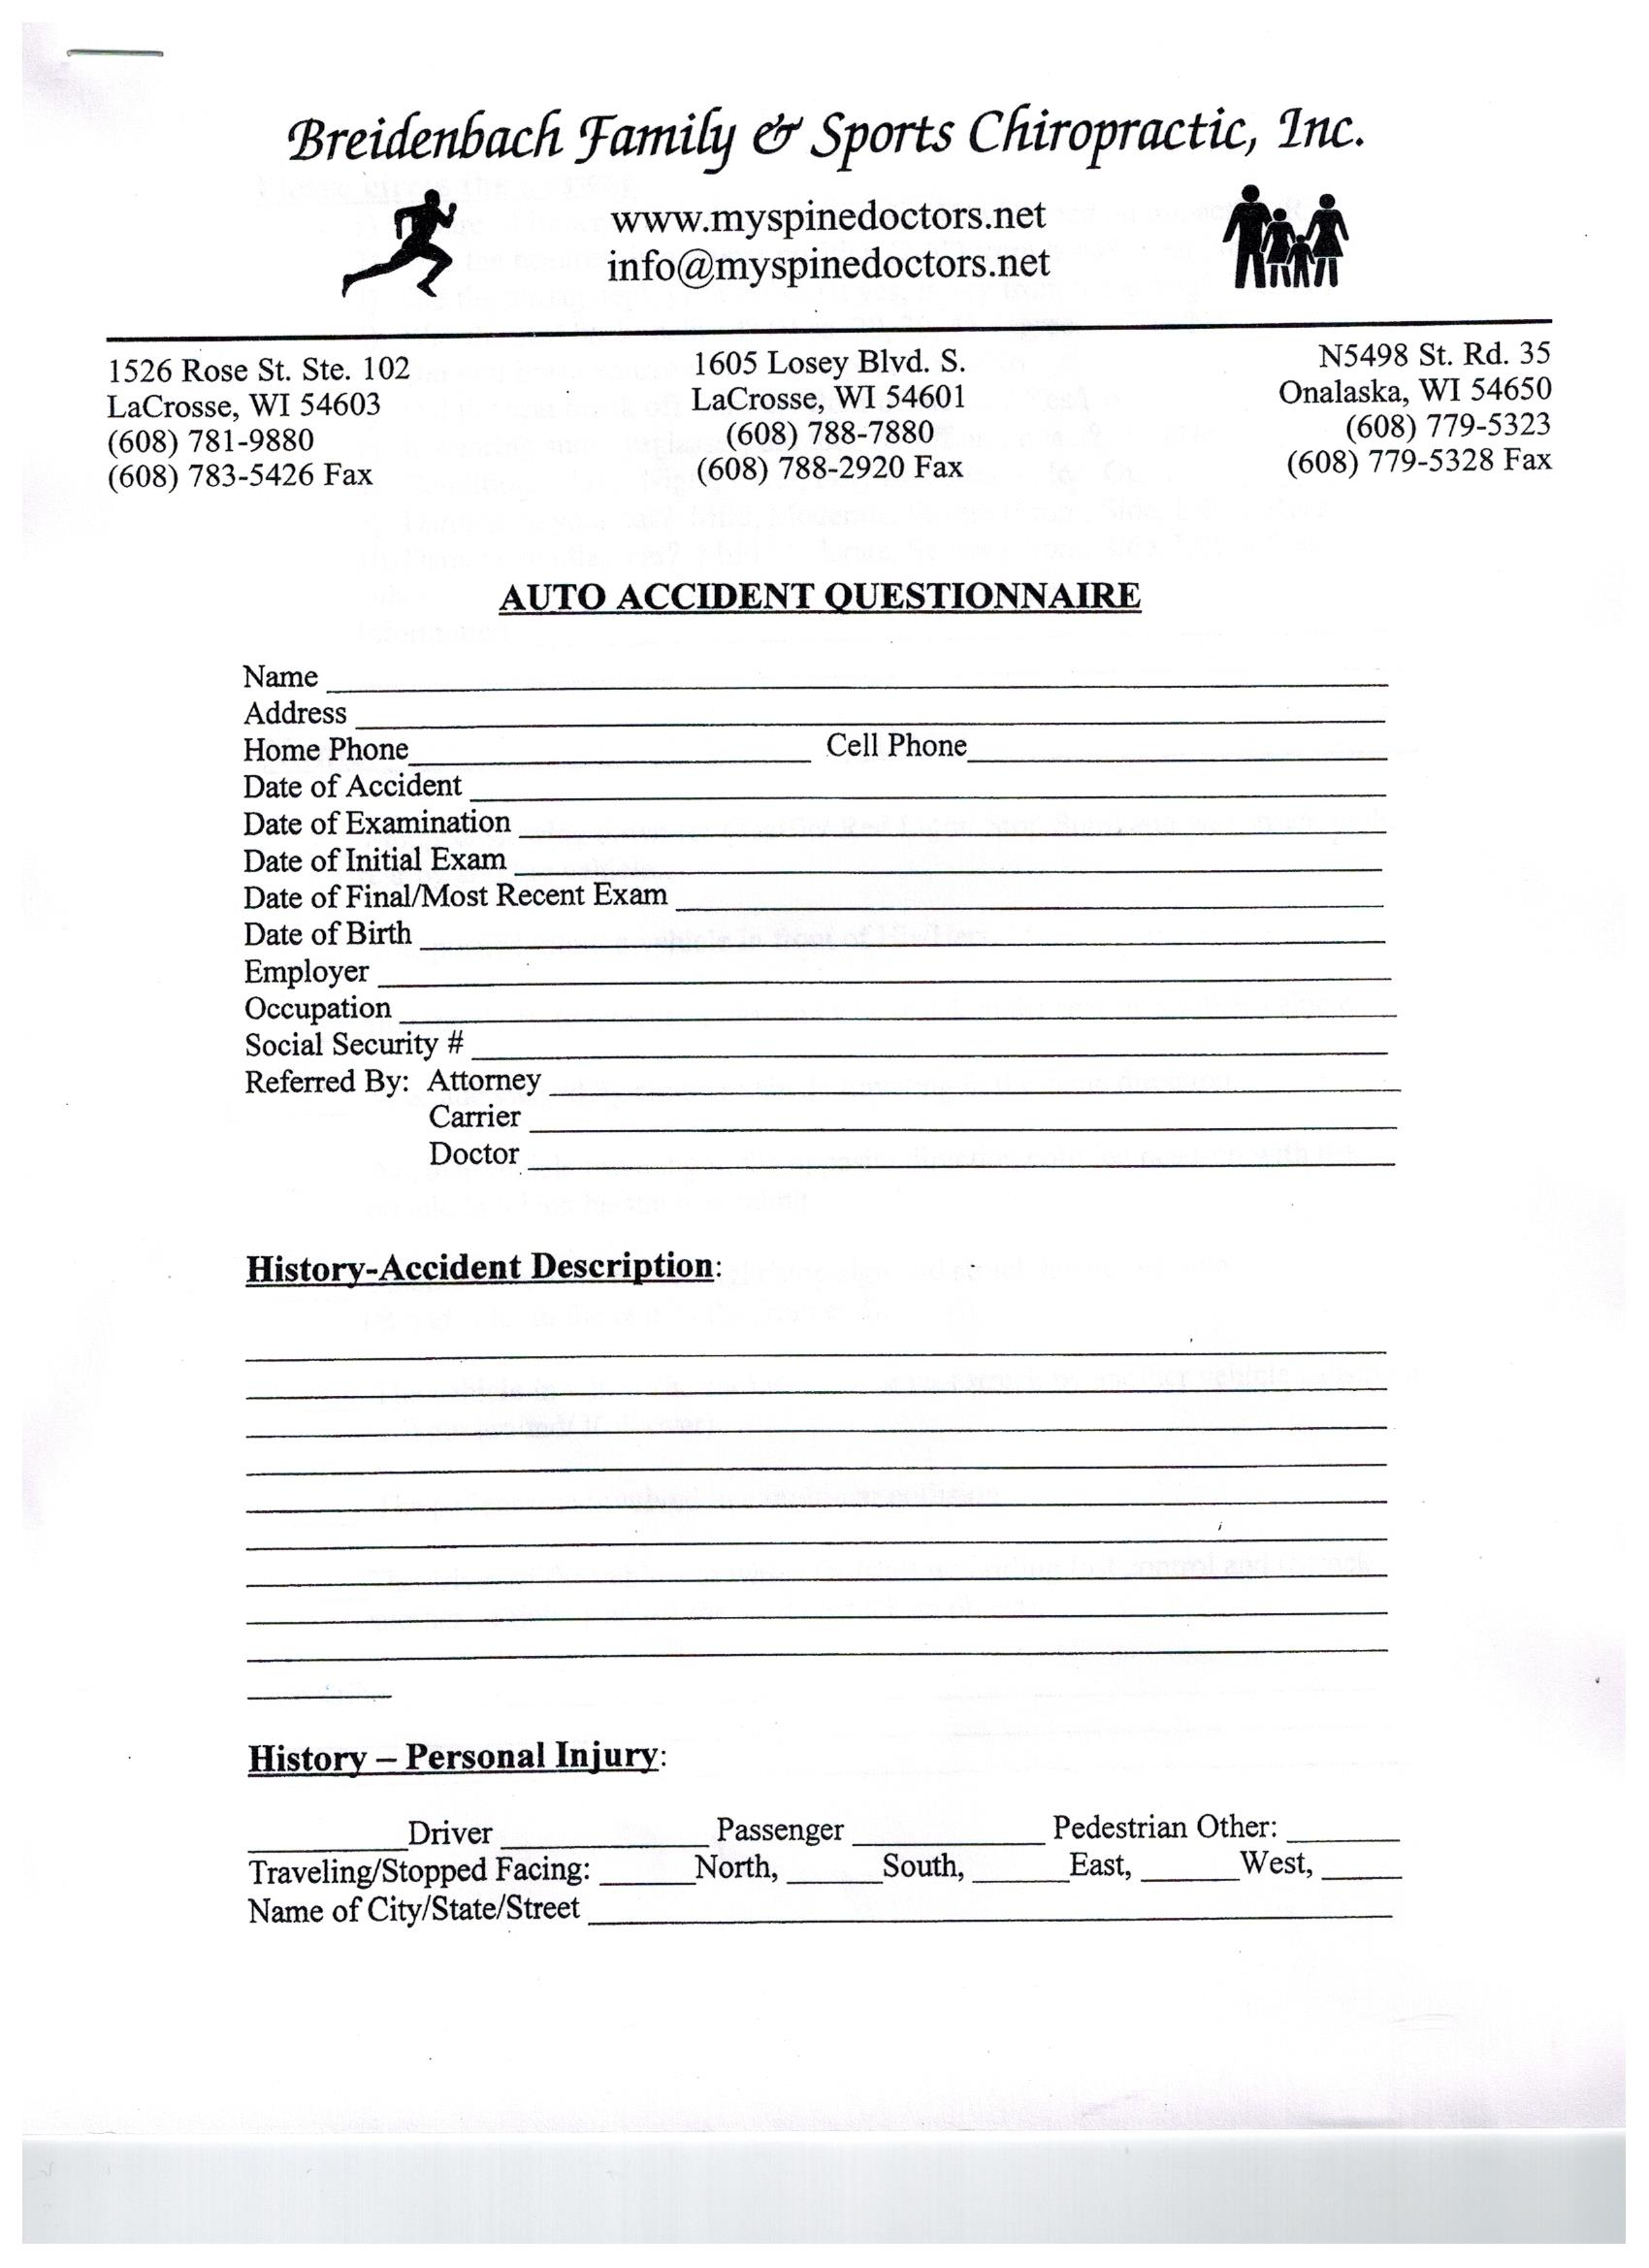 Breidenbach Family & Sports Chiropractic, Inc.
www.myspinedoctors.net
info@myspinedoctors.net
1526 Rose St. Ste. 102
LaCrosse, WI 54603
(608) 781-9880
(608) 783-5426 Fax
1605 Losey Blvd. S.
LaCrosse, WI 54601
(608) 788-7880
(608) 788-2920 Fax
N5498 St. Rd. 35
Onalaska, WI 54650
(608) 779-5323
(608) 779-5328 Fax
AUTO ACCIDENT QUESTIONNAIRE
Name
Address
Home Phone Cell Phone
Date of Accident
Date of Examination
Date of Initial Exam
Date of Final/Most Recent Exam
Date of Birth
Employer
Occupation
Social Security #
Referred By: Attorney
Carrier
Doctor
History-Accident Description:
History – Personal Injury:
Driver Passenger Pedestrian Other:
Traveling/Stopped Facing: North, South, East, West,
Name of City/State/Street